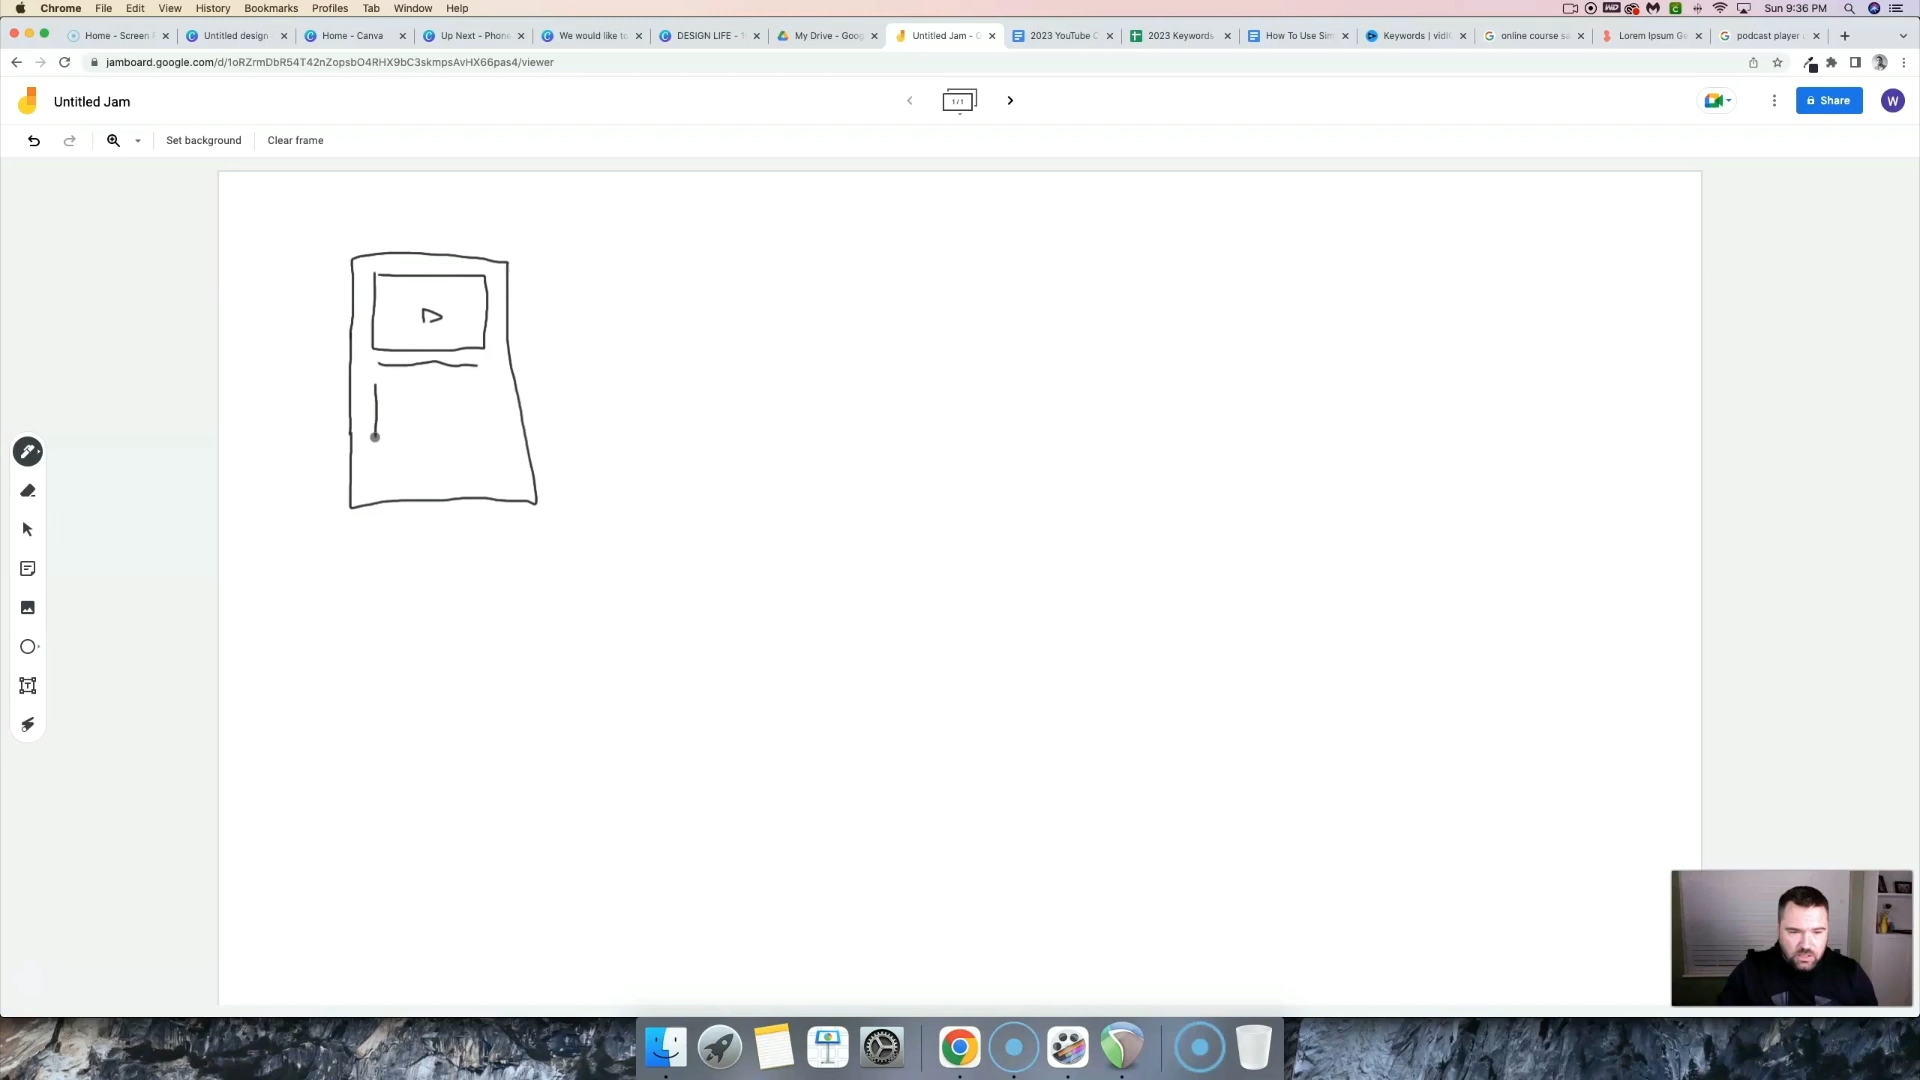 Chrome File Edit View History Bookmarks Profiles Tab Window Help Sun 9:36 PM
Home - Screen Untitled design Home - Canva Up Next - Phone We would like to DESIGN LIFE - My Drive - Goog Untitled Jam - G 2023 YouTube C 2023 Keywords How To Use Sim Keywords | vidI online course sa Lorem Ipsum Ge podcast player
jamboard.google.com/d/1oRZrmDbR54T42nZopsbO4RHX9bC3skmpsAvHX66pas4/viewer
Untitled Jam 1/1 Share W
Set background Clear frame